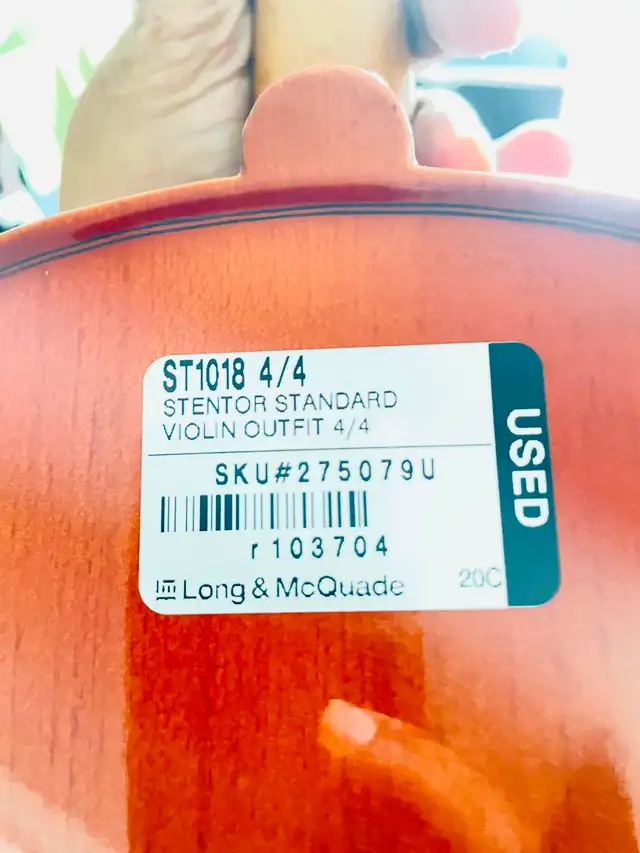 ST1018 4/4
STENTOR STANDARD
VIOLIN OUTFIT 4/4
SKU#275079U
r103704
Long & McQuade
20C
USED